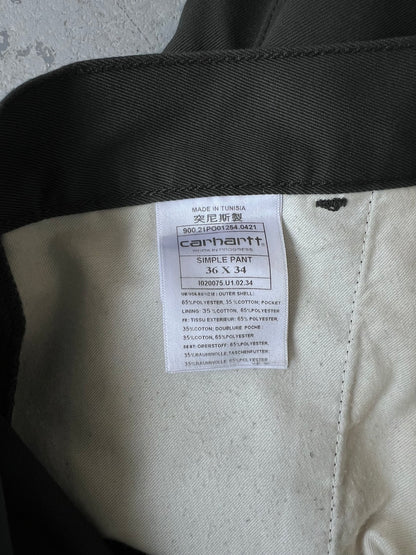 MADE IN TUNISIA
突尼斯製
900.21PO01264.0421
carhartt
WORK IN PROGRESS
SIMPLE PANT
36 X 34
I020075.U1.02.34
OUTER SHELL:
65%POLYESTER, 35%COTTON; POCKET
LINING: 35%COTTON, 65%POLYESTER
FR: TISSU EXTERIEUR: 65%POLYESTER,
35%COTON; DOUBLURE POCHE:
35%COTON, 65%POLYESTER
OBERSTOFF: 65%POLYESTER,
35%BAUMWOLLE; TASCHENFUTTER:
35%BAUMWOLLE, 65%POLYESTER